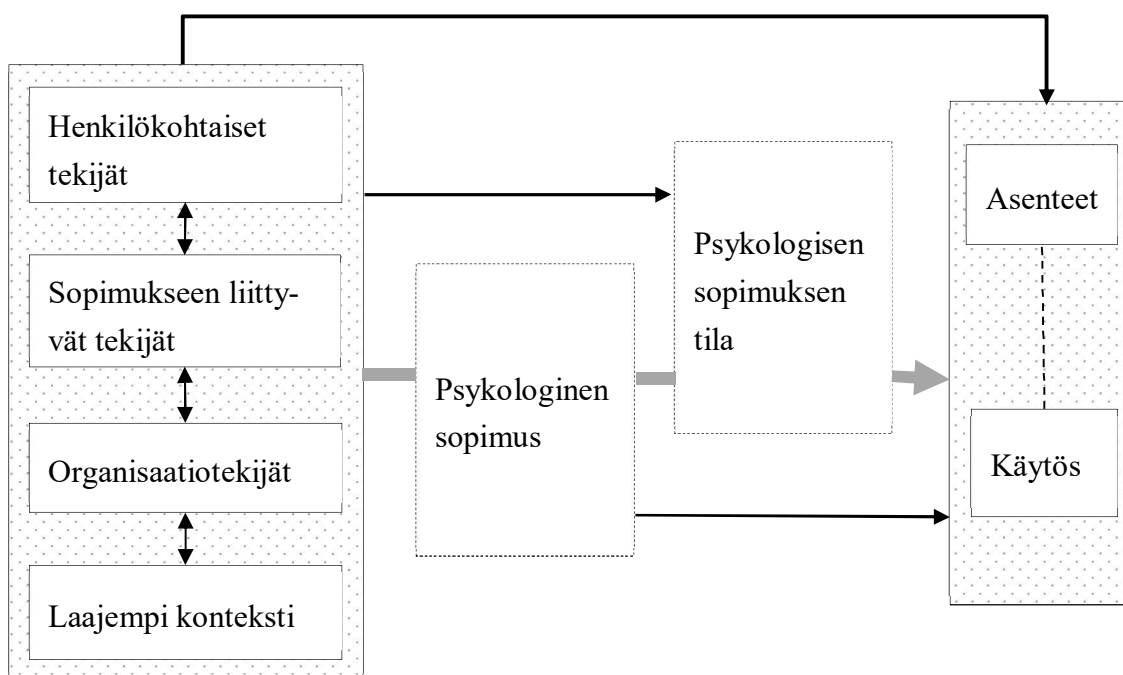 Henkilökohtaiset
tekijät
Sopimukseen liitty-
vät tekijät
Organisaatiotekijät
Laajempi konteksti
Psykologinen
sopimus
Psykologisen
sopimuksen
tila
Asenteet
Käytös